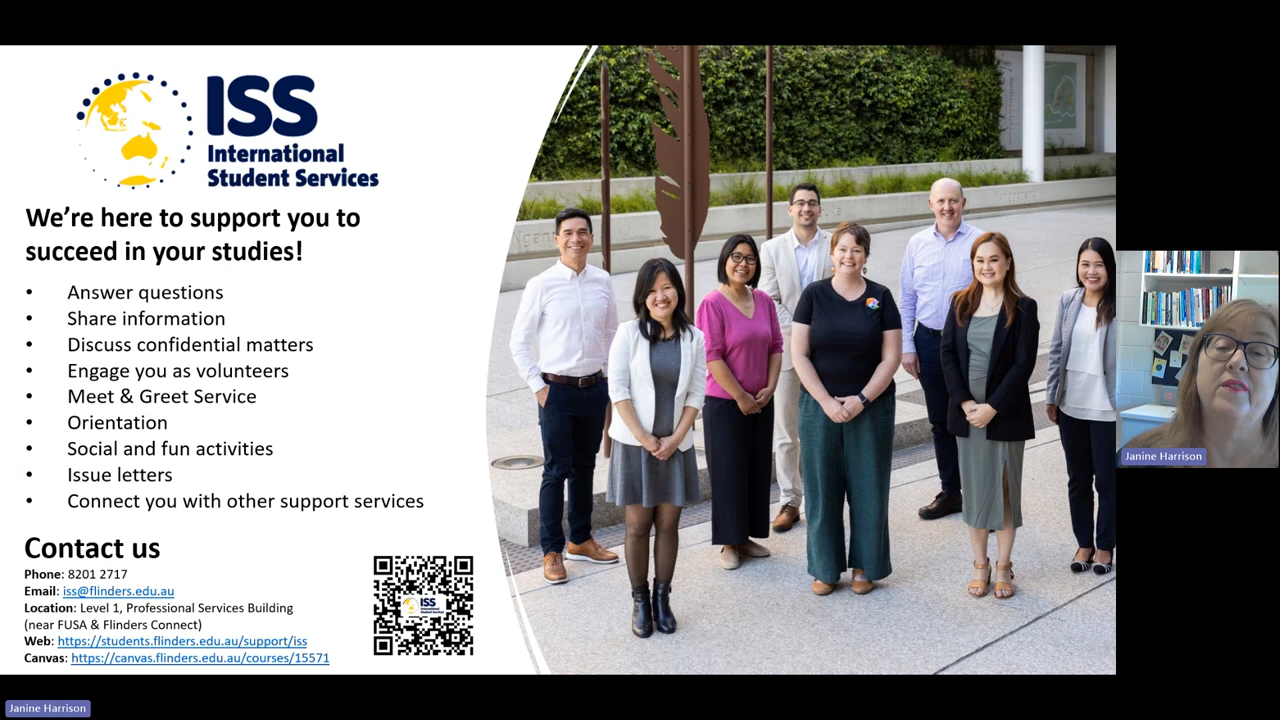 ISS
International
Student Services
We’re here to support you to
succeed in your studies!
• Answer questions
• Share information
• Discuss confidential matters
• Engage you as volunteers
• Meet & Greet Service
• Orientation
• Social and fun activities
• Issue letters
• Connect you with other support services
Contact us
Phone: 8201 2717
Email: iss@flinders.edu.au
Location: Level 1, Professional Services Building
(near FUSA & Flinders Connect)
Web: https://students.flinders.edu.au/support/iss
Canvas: https://canvas.flinders.edu.au/courses/15571
ISS
International
Student Services
Janine Harrison
Janine Harrison